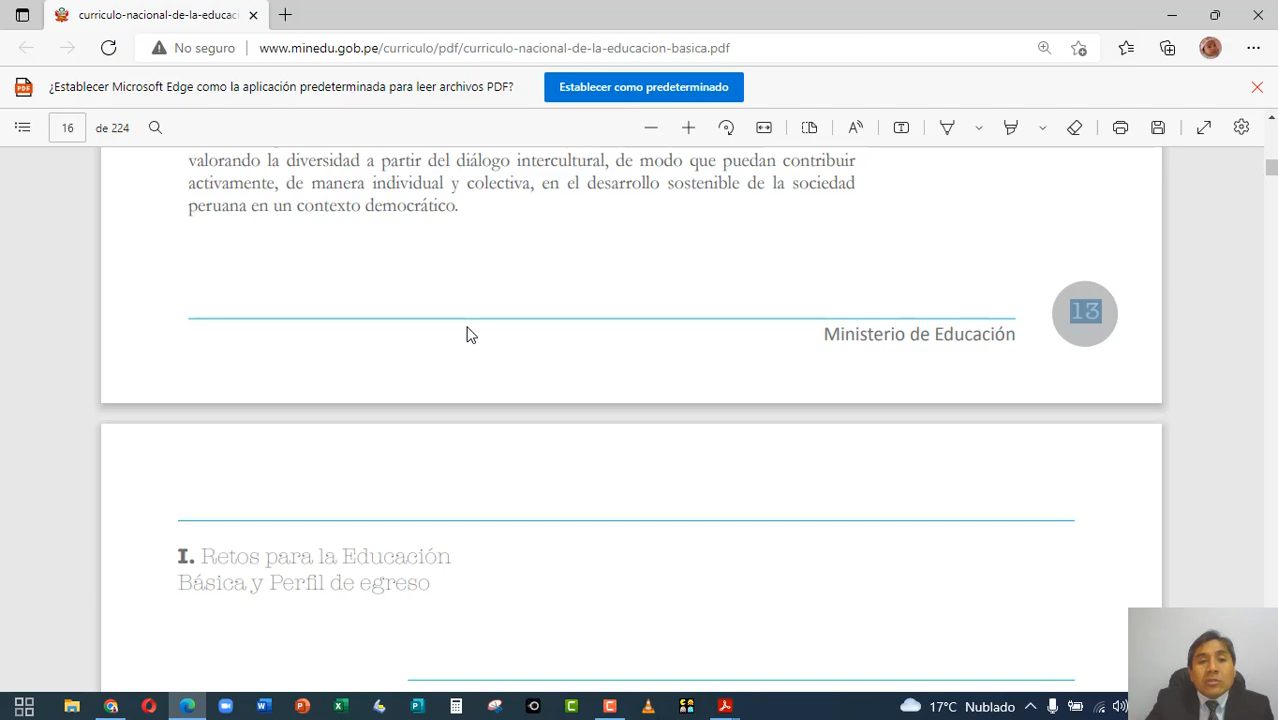 curriculo-nacional-de-la-educaci
No seguro
www.minedu.gob.pe/curriculo/pdf/curriculo-nacional-de-la-educacion-basica.pdf
PDF
¿Establecer Microsoft Edge como la aplicación predeterminada para leer archivos PDF?
Establecer como predeterminado
16
de 224
valorando la diversidad a partir del diálogo intercultural, de modo que puedan contribuir
activamente, de manera individual y colectiva, en el desarrollo sostenible de la sociedad
peruana en un contexto democrático.
13
Ministerio de Educación
I. Retos para la Educación
Básica y Perfil de egreso
17°C Nublado